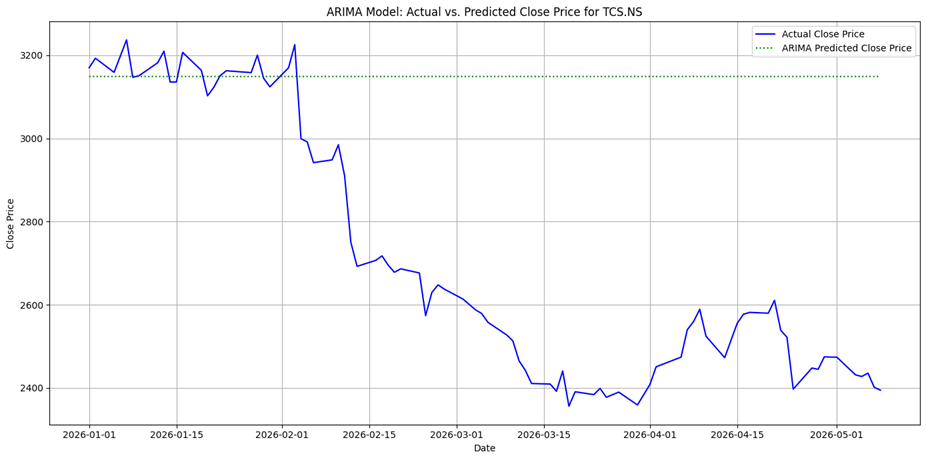 ARIMA Model: Actual vs. Predicted Close Price for TCS.NS
Actual Close Price
ARIMA Predicted Close Price
3200
3000
2800
2600
2400
Close Price
2026-01-01 2026-01-15 2026-02-01 2026-02-15 2026-03-01 2026-03-15 2026-04-01 2026-04-15 2026-05-01
Date